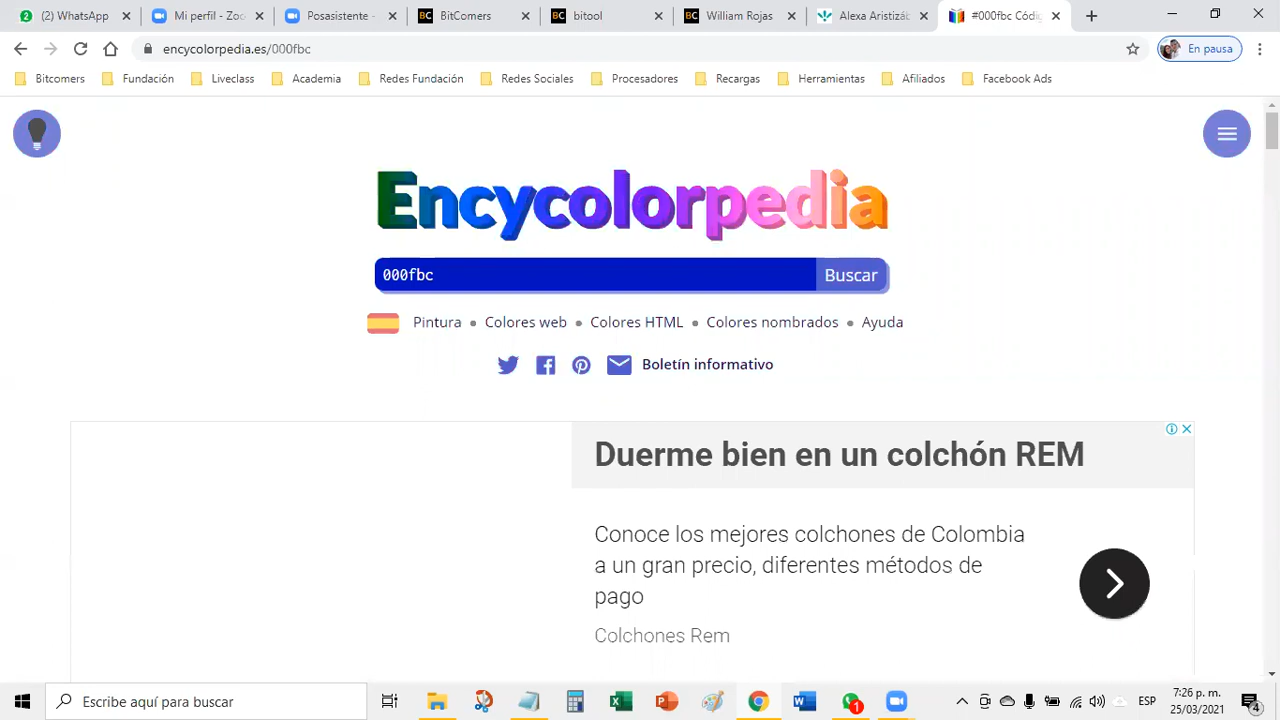 (2) WhatsApp
Mi perfil - Zo
Posasistente -
BitComers
bitool
William Rojas
Alexa Aristizáb
#000fbc Códig
encycolorpedia.es/000fbc
En pausa
Bitcomers
Fundación
Liveclass
Academia
Redes Fundación
Redes Sociales
Procesadores
Recargas
Herramientas
Afiliados
Facebook Ads
Encycolorpedia
000fbc
Buscar
Pintura
Colores web
Colores HTML
Colores nombrados
Ayuda
Boletín informativo
Duerme bien en un colchón REM
Conoce los mejores colchones de Colombia
a un gran precio, diferentes métodos de
pago
Colchones Rem
Escribe aquí para buscar
ESP
7:26 p. m.
25/03/2021